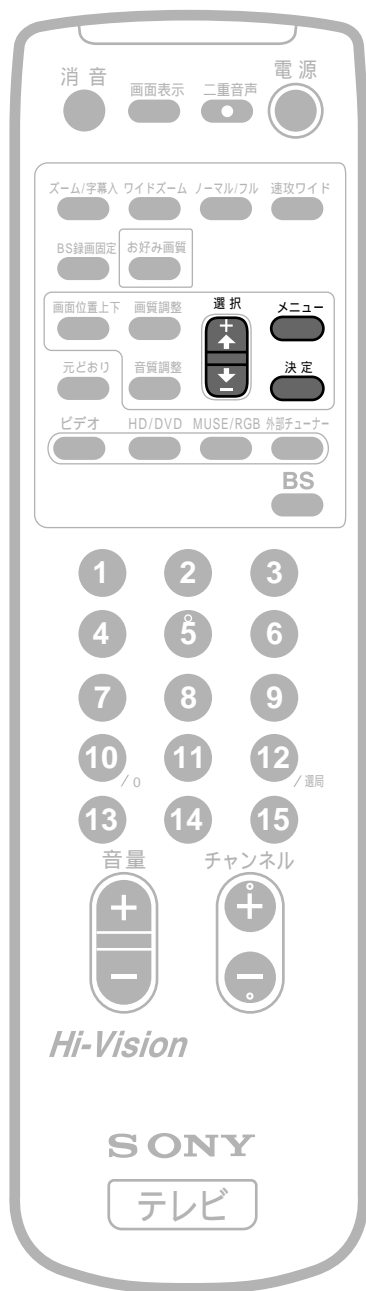 消音 画面表示 二重音声 電源
ズーム/字幕入 ワイドズーム ノーマル/フル 速攻ワイド
BS録画固定 お好み画質
画面位置上下 画質調整 選択 メニュー
+
元どおり 音質調整 決定
−
ビデオ HD/DVD MUSE/RGB 外部チューナー
BS
1 2 3
4 5 6
7 8 9
10/0 11 12/選局
13 14 15
音量 チャンネル
+ +
− −
Hi-Vision
SONY
テレビ